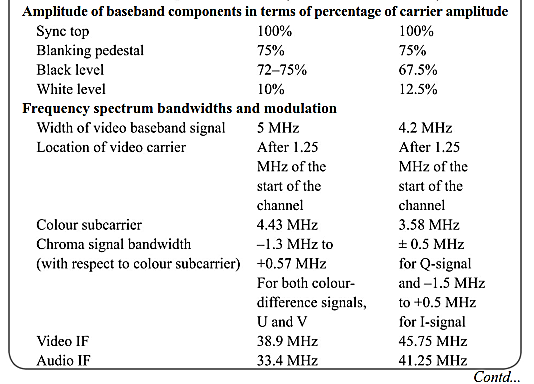 Amplitude of baseband components in terms of percentage of carrier amplitude
Sync top 100% 100%
Blanking pedestal 75% 75%
Black level 72–75% 67.5%
White level 10% 12.5%
Frequency spectrum bandwidths and modulation
Width of video baseband signal 5 MHz 4.2 MHz
Location of video carrier After 1.25 After 1.25
MHz of the MHz of the
start of the start of the
channel channel
Colour subcarrier 4.43 MHz 3.58 MHz
Chroma signal bandwidth –1.3 MHz to ± 0.5 MHz
(with respect to colour subcarrier) +0.57 MHz for Q-signal
For both colour- and –1.5 MHz
difference signals, to +0.5 MHz
U and V for I-signal
Video IF 38.9 MHz 45.75 MHz
Audio IF 33.4 MHz 41.25 MHz
Contd...